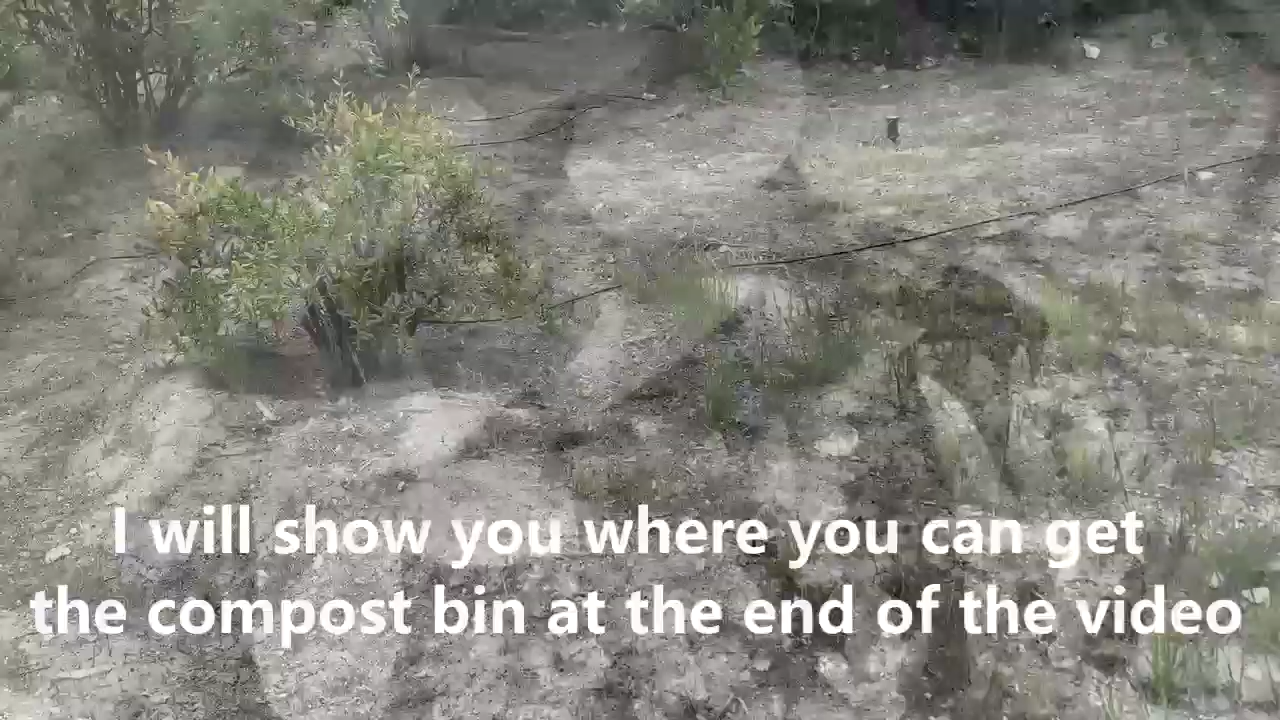 I will show you where you can get
the compost bin at the end of the video